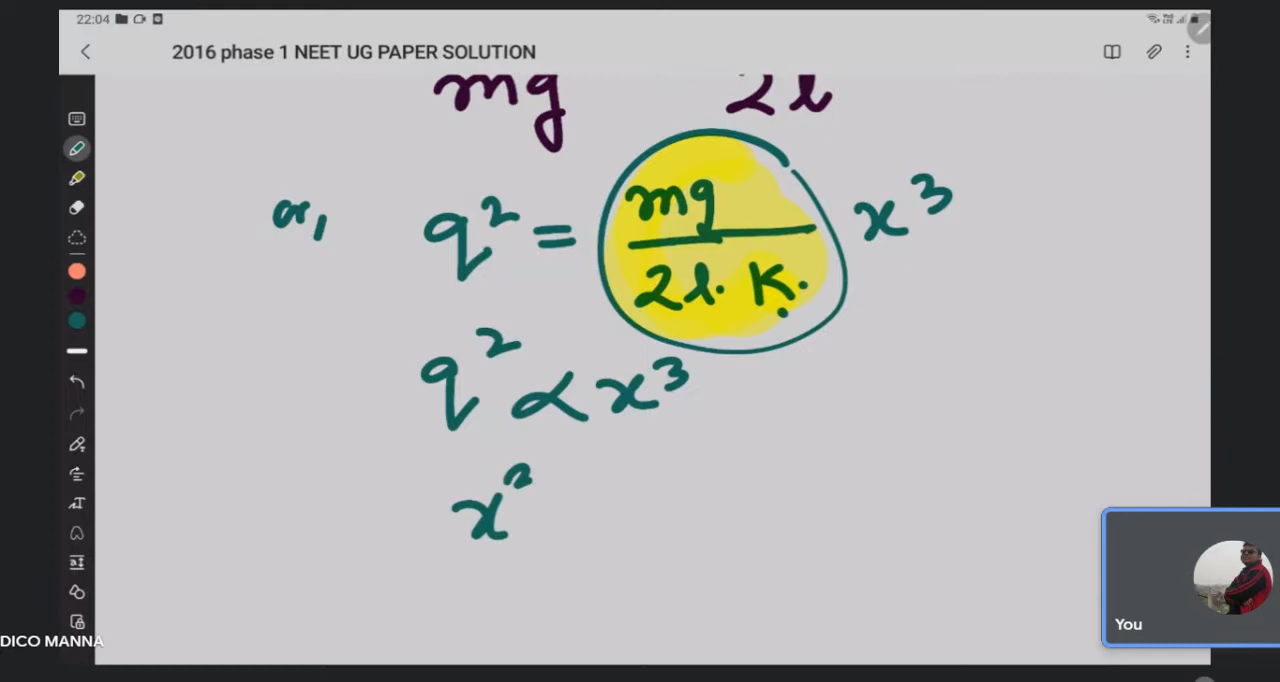 22:04
2016 phase 1 NEET UG PAPER SOLUTION
mg 2l
or, q² = mg / 2l. K. x³
q² ∝ x³
x²
You
DICO MANNA